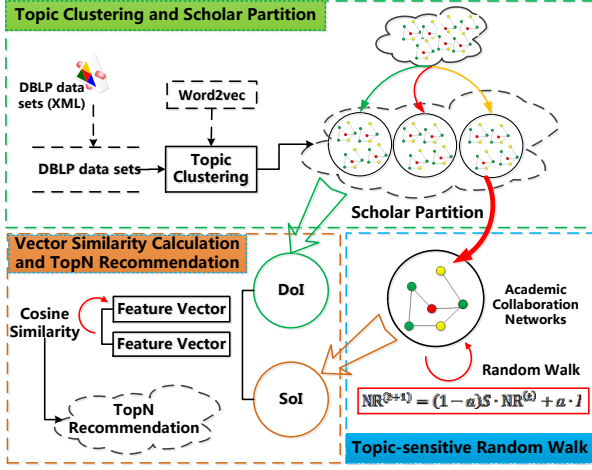 Topic Clustering and Scholar Partition
DBLP data
sets (XML)
Word2vec
DBLP data sets
Topic
Clustering
Scholar Partition
Vector Similarity Calculation
and TopN Recommendation
DoI
Cosine
Similarity
Feature Vector
Feature Vector
SoI
TopN
Recommendation
Academic
Collaboration
Networks
Random Walk
NR^(t+1) = (1−a)S · NR^(t) + a · I
Topic-sensitive Random Walk